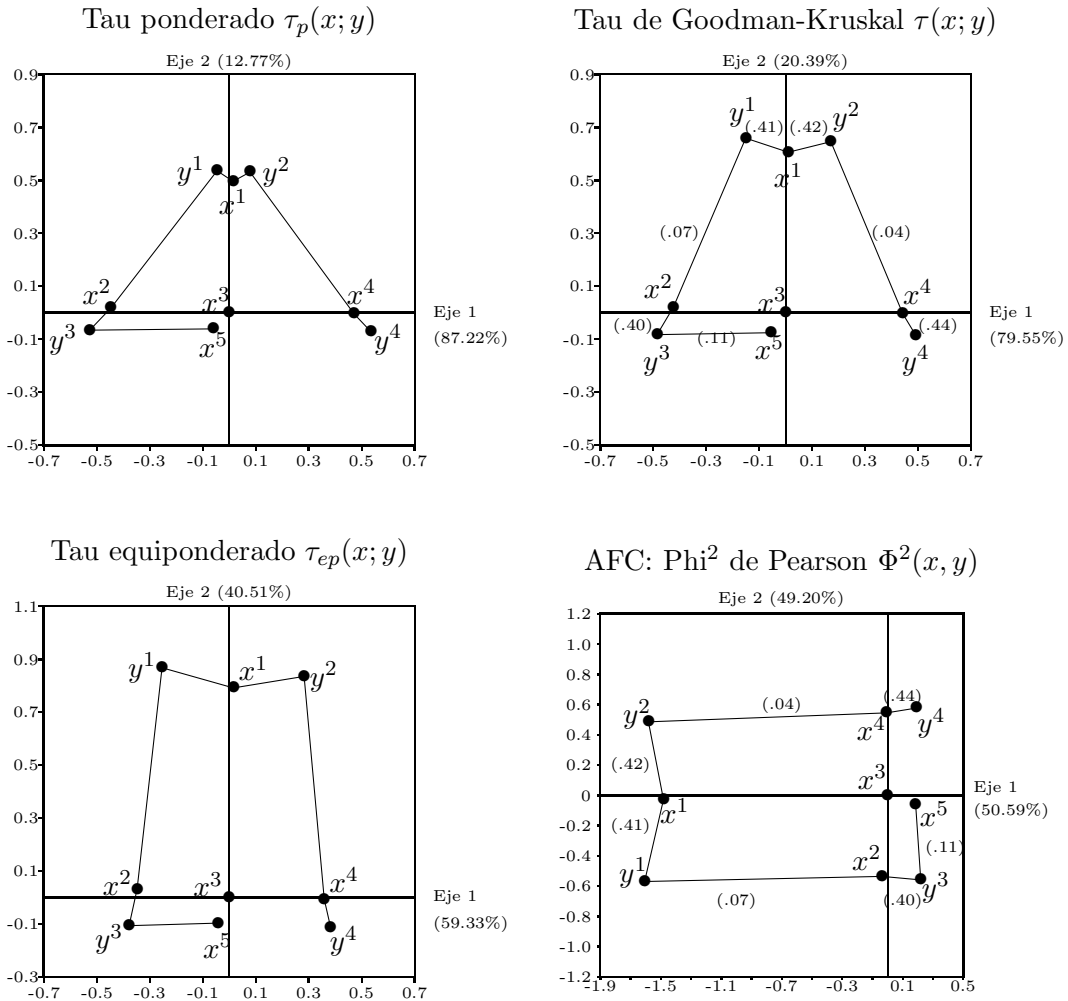 Tau ponderado τₚ(x; y)
Eje 2 (12.77%)
0.9
0.7
0.5
0.3
0.1
-0.1
-0.3
-0.5
-0.7 -0.5 -0.3 -0.1 0.1 0.3 0.5 0.7
y¹ y²
x¹
x² x³ x⁴
y³ x⁵ y⁴
Eje 1
(87.22%)
Tau de Goodman-Kruskal τ(x; y)
Eje 2 (20.39%)
0.9
0.7
0.5
0.3
0.1
-0.1
-0.3
-0.5
-0.7 -0.5 -0.3 -0.1 0.1 0.3 0.5 0.7
y¹ (.41) (.42) y²
x¹
(.07) (.04)
x² x³ x⁴
(.40) (.11) (.44)
y³ x⁵ y⁴
Eje 1
(79.55%)
Tau equiponderado τₑₚ(x; y)
Eje 2 (40.51%)
1.1
0.9
0.7
0.5
0.3
0.1
-0.1
-0.3
-0.7 -0.5 -0.3 -0.1 0.1 0.3 0.5 0.7
y¹ x¹ y²
x² x³ x⁴
y³ x⁵ y⁴
Eje 1
(59.33%)
AFC: Phi² de Pearson Φ²(x, y)
Eje 2 (49.20%)
1.2
1.0
0.8
0.6
0.4
0.2
0
-0.2
-0.4
-0.6
-0.8
-1.0
-1.2
-1.9 -1.5 -1.1 -0.7 -0.3 0.1 0.5
y² (.04) (.44)
x⁴ y⁴
(.42) x³
x¹ x⁵
(.41) (.11)
y¹ x² y³
(.07) (.40)
Eje 1
(50.59%)